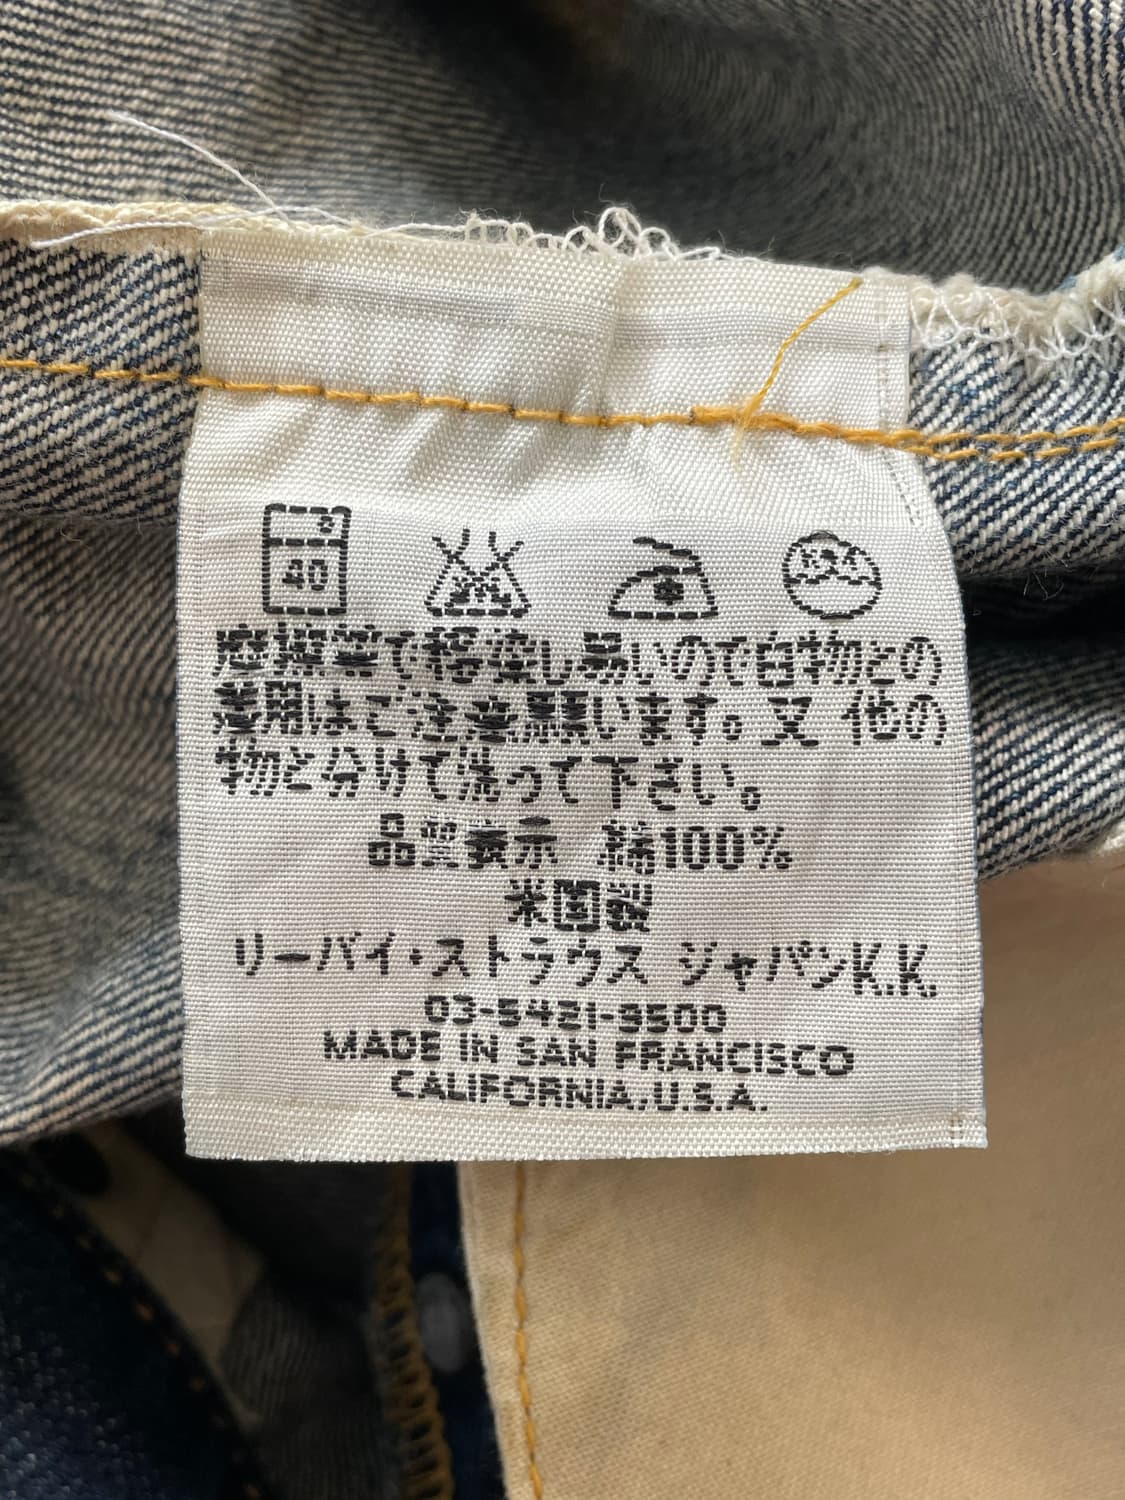 40
摩擦等で移染し易いので白物との
着用はご注意願います。又 他の
物と分けて洗って下さい。
品質表示 綿100%
米国製
リーバイ・ストラウス ジャパンK.K.
03-5421-9500
MADE IN SAN FRANCISCO
CALIFORNIA.U.S.A.